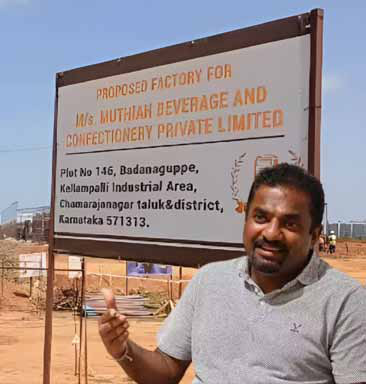 PROPOSED FACTORY FOR
M/s. MUTHIAH BEVERAGE AND
CONFECTIONERY PRIVATE LIMITED
Plot No 146, Badanaguppe,
Kellampalli Industrial Area,
Chamarajanagar taluk&district,
Karnataka 571313.